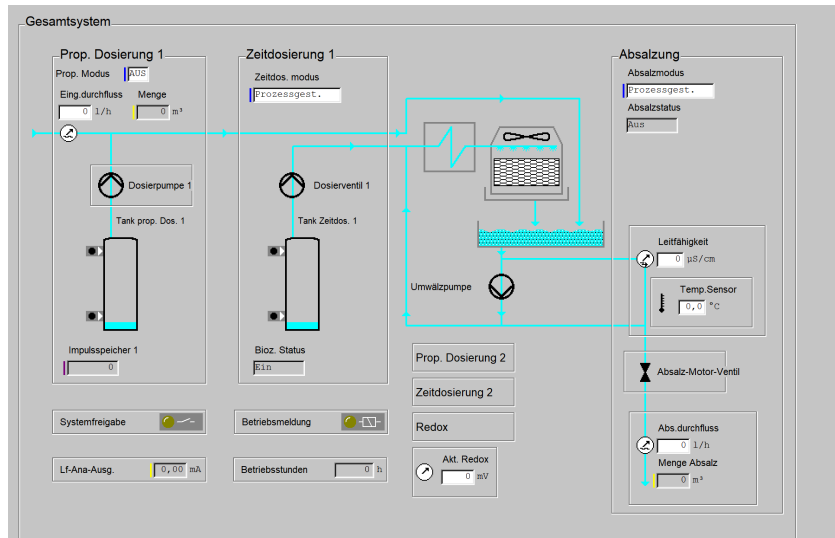 Gesamtsystem
Prop. Dosierung 1
Prop. Modus AUS
Eing.durchfluss Menge
0 l/h 0 m³
Dosierpumpe 1
Tank prop. Dos. 1
Impulsspeicher 1
0
Zeitdosierung 1
Zeitdos. modus
Prozessgest.
Dosierventil 1
Tank Zeitdos. 1
Bioz. Status
Ein
Umwälzpumpe
Absalzung
Absalzmodus
Prozessgest.
Absalzstatus
Aus
Leitfähigkeit
0 µS/cm
Temp.Sensor
0,0 °C
Absalz-Motor-Ventil
Abs.durchfluss
0 l/h
Menge Absalz
0 m³
Prop. Dosierung 2
Zeitdosierung 2
Redox
Akt. Redox
0 mV
Systemfreigabe
Betriebsmeldung
Lf-Ana-Ausg. 0,00 mA
Betriebsstunden 0 h